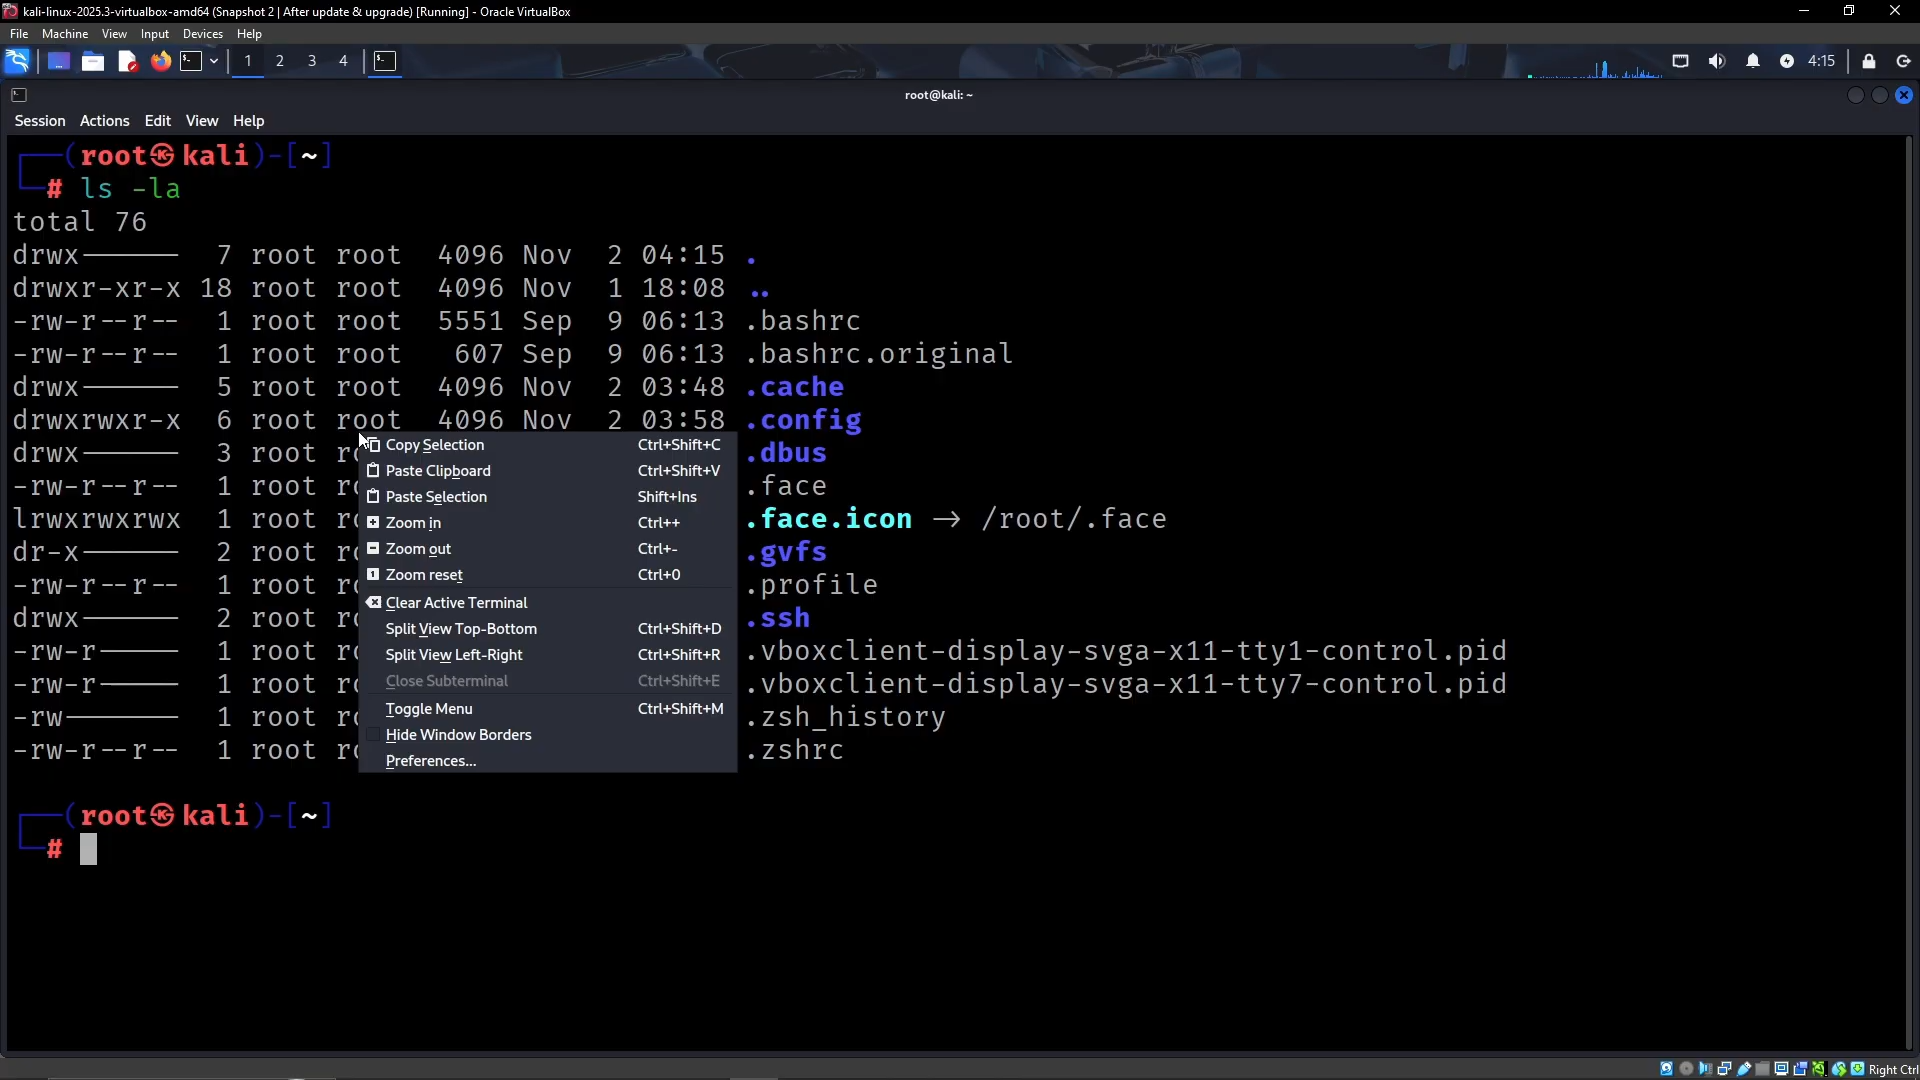 kali-linux-2025.3-virtualbox-amd64 (Snapshot 2 | After update & upgrade) [Running] - Oracle VirtualBox
File Machine View Input Devices Help
1 2 3 4 4:15
root@kali: ~
Session Actions Edit View Help
(root㉿kali)-[~]
# ls -la
total 76
drwx------ 7 root root 4096 Nov 2 04:15 .
drwxr-xr-x 18 root root 4096 Nov 1 18:08 ..
-rw-r--r-- 1 root root 5551 Sep 9 06:13 .bashrc
-rw-r--r-- 1 root root 607 Sep 9 06:13 .bashrc.original
drwx------ 5 root root 4096 Nov 2 03:48 .cache
drwxrwxr-x 6 root root 4096 Nov 2 03:58 .config
drwx------ 3 root .dbus
-rw-r--r-- 1 root .face
lrwxrwxrwx 1 root .face.icon → /root/.face
dr-x------ 2 root .gvfs
-rw-r--r-- 1 root .profile
drwx------ 2 root .ssh
-rw-r----- 1 root .vboxclient-display-svga-x11-tty1-control.pid
-rw-r----- 1 root .vboxclient-display-svga-x11-tty7-control.pid
-rw------- 1 root .zsh_history
-rw-r--r-- 1 root .zshrc
Copy Selection Ctrl+Shift+C
Paste Clipboard Ctrl+Shift+V
Paste Selection Shift+Ins
Zoom in Ctrl++
Zoom out Ctrl+-
Zoom reset Ctrl+0
Clear Active Terminal
Split View Top-Bottom Ctrl+Shift+D
Split View Left-Right Ctrl+Shift+R
Close Subterminal Ctrl+Shift+E
Toggle Menu Ctrl+Shift+M
Hide Window Borders
Preferences...
(root㉿kali)-[~]
#
Right Ctrl